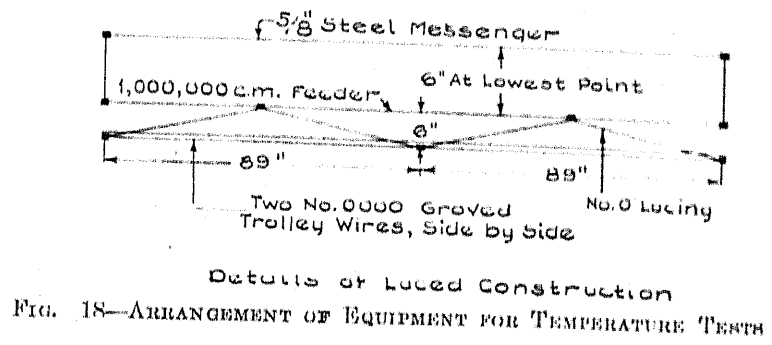 5/8" Steel Messenger
6" At Lowest Point
1,000,000 c.m. Feeder
6"
89"
89"
Two No.0000 Groved
No.0 Lacing
Trolley Wires, Side by Side
Details of Laced Construction
FIG. 18—ARRANGEMENT OF EQUIPMENT FOR TEMPERATURE TESTS